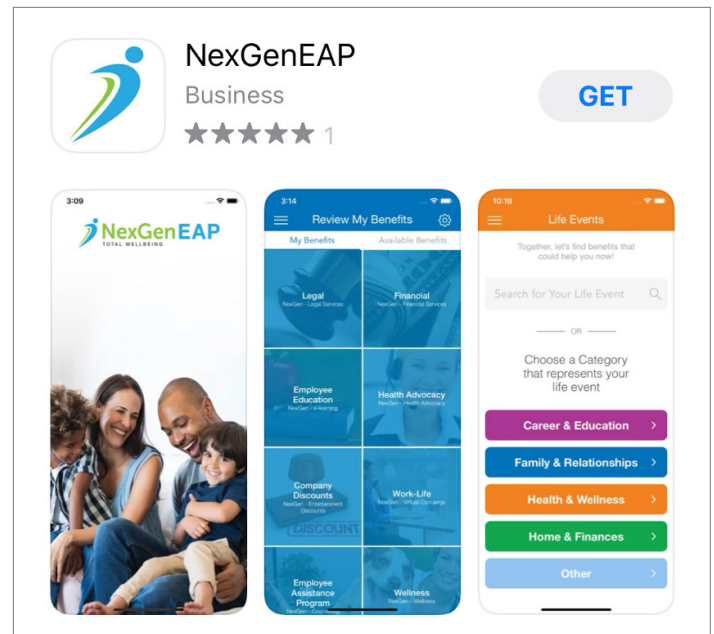 NexGenEAP
Business
GET
1
3:09
NexGenEAP
TOTAL WELLBEING
3:14
Review My Benefits
My Benefits
Available Benefits
Legal
NexGen - Legal Services
Financial
NexGen - Financial Services
Employee
Education
NexGen - e-learning
Health Advocacy
NexGen - Health Advocacy
Company
Discounts
NexGen - Entertainment
Discounts
DISCOUNT
Work-Life
NexGen - Virtual Concierge
Employee
Assistance
Program
NexGen - Counseling
Wellness
NexGen - Wellness
10:19
Life Events
Together, let's find benefits that
could help you now!
Search for Your Life Event
OR
Choose a Category
that represents your
life event
Career & Education
Family & Relationships
Health & Wellness
Home & Finances
Other